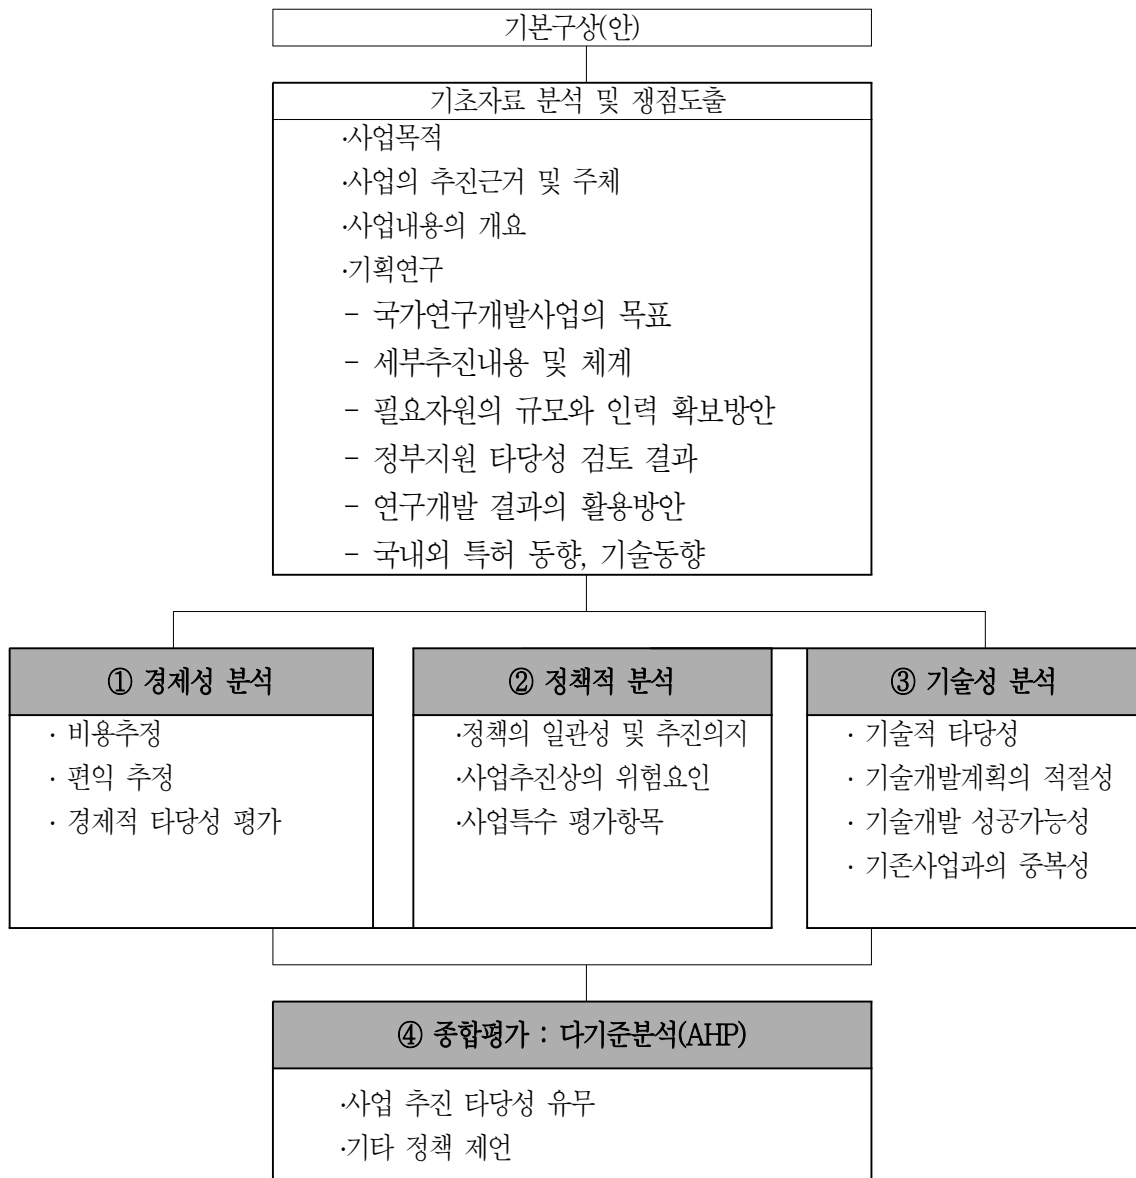 기본구상(안)
기초자료 분석 및 쟁점도출
·사업목적
·사업의 추진근거 및 주체
·사업내용의 개요
·기획연구
- 국가연구개발사업의 목표
- 세부추진내용 및 체계
- 필요자원의 규모와 인력 확보방안
- 정부지원 타당성 검토 결과
- 연구개발 결과의 활용방안
- 국내외 특허 동향, 기술동향
① 경제성 분석
· 비용추정
· 편익 추정
· 경제적 타당성 평가
② 정책적 분석
·정책의 일관성 및 추진의지
·사업추진상의 위험요인
·사업특수 평가항목
③ 기술성 분석
· 기술적 타당성
· 기술개발계획의 적절성
· 기술개발 성공가능성
· 기존사업과의 중복성
④ 종합평가 : 다기준분석(AHP)
·사업 추진 타당성 유무
·기타 정책 제언